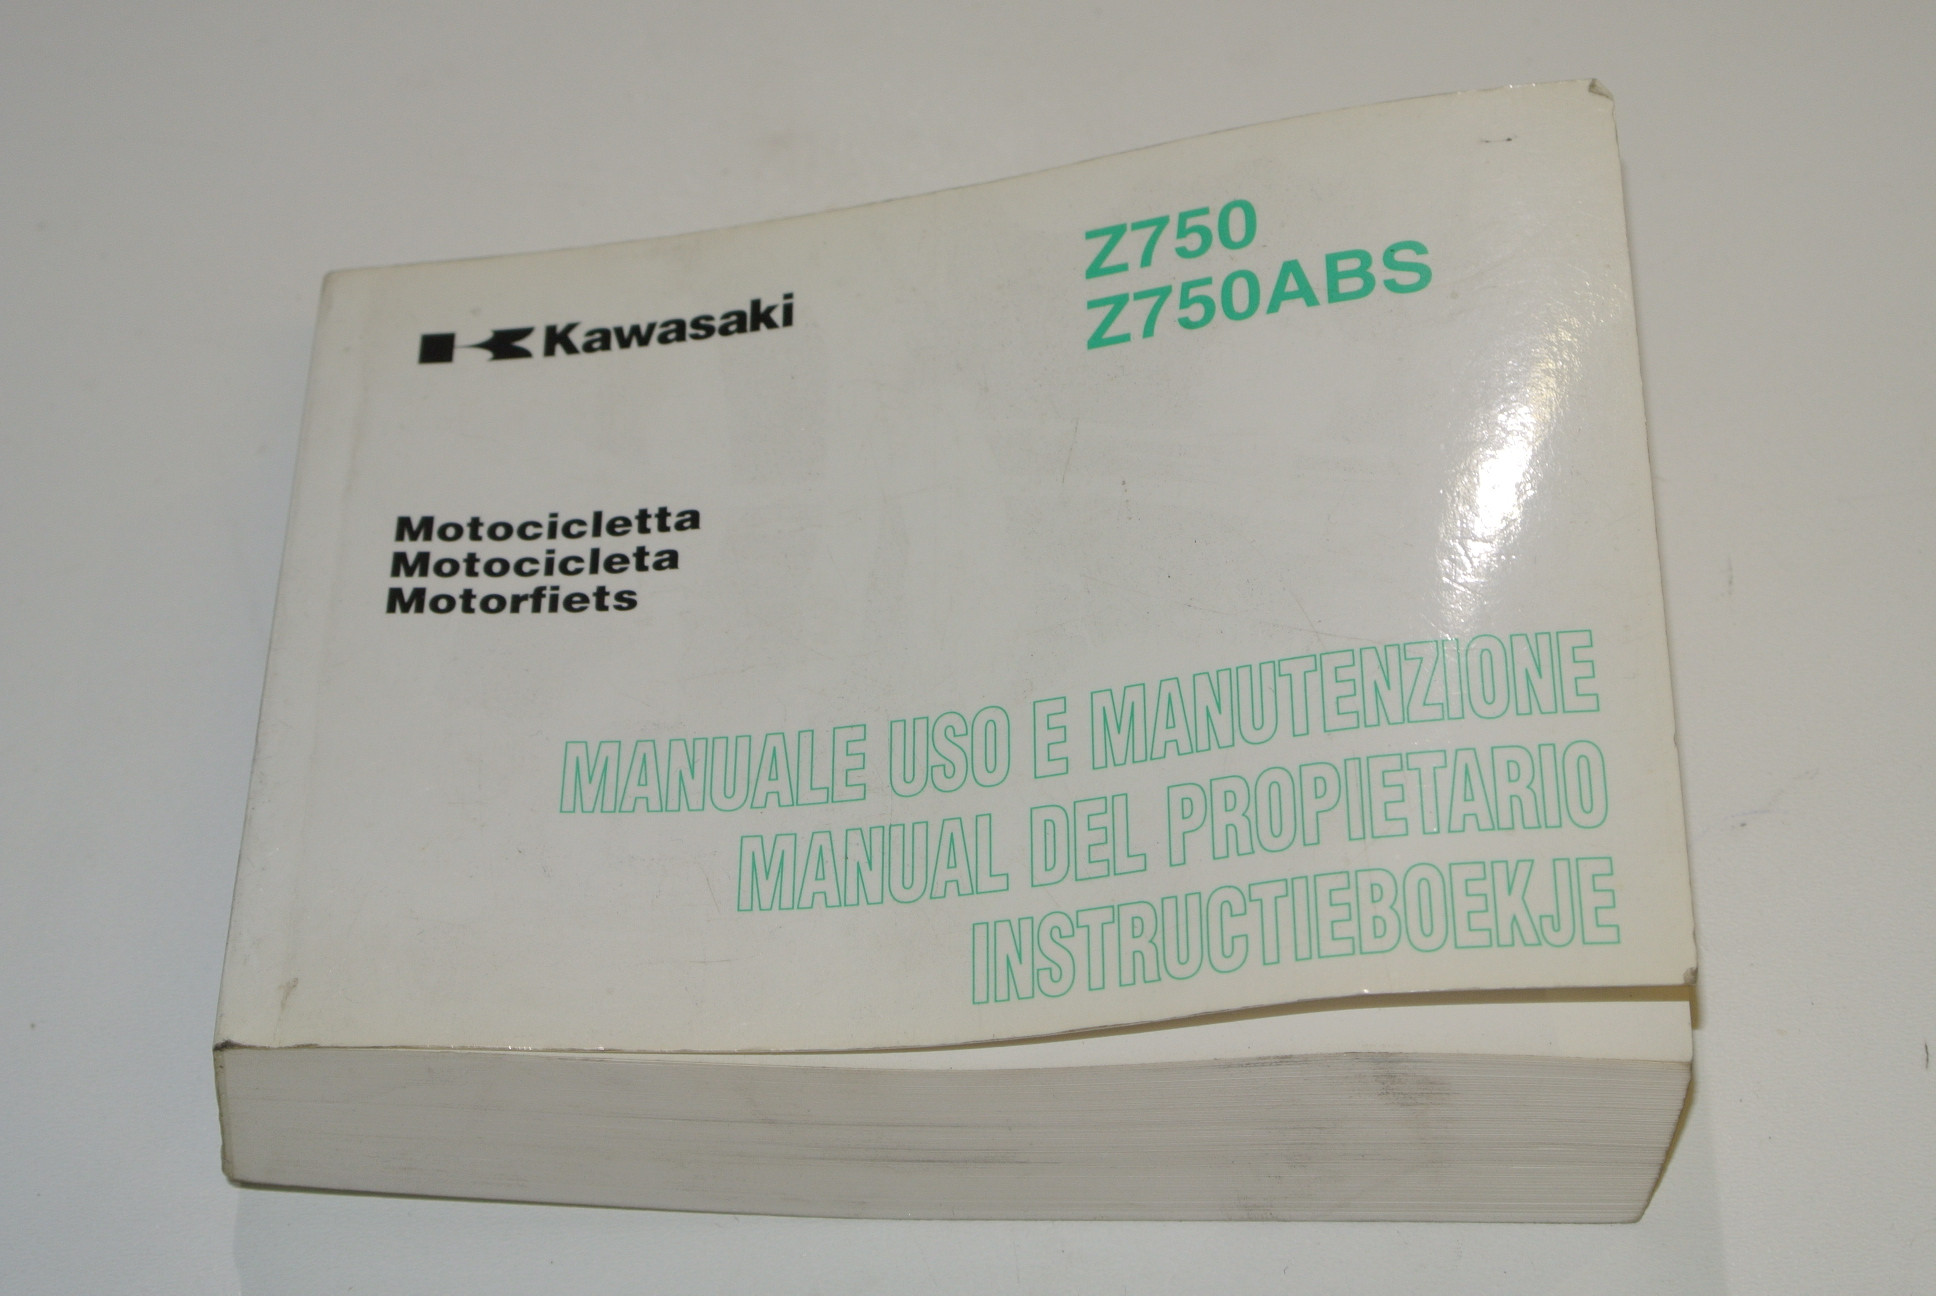 Kawasaki
Z750
Z750ABS
Motocicletta
Motocicleta
Motorfiets
MANUALE USO E MANUTENZIONE
MANUAL DEL PROPIETARIO
INSTRUCTIEBOEKJE